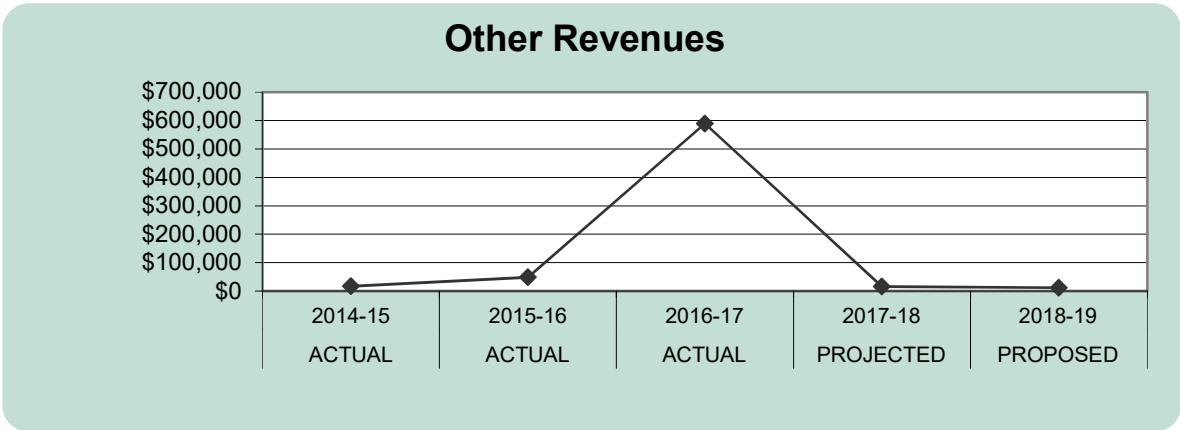 Other Revenues
$700,000
$600,000
$500,000
$400,000
$300,000
$200,000
$100,000
$0
2014-15 2015-16 2016-17 2017-18 2018-19
ACTUAL ACTUAL ACTUAL PROJECTED PROPOSED